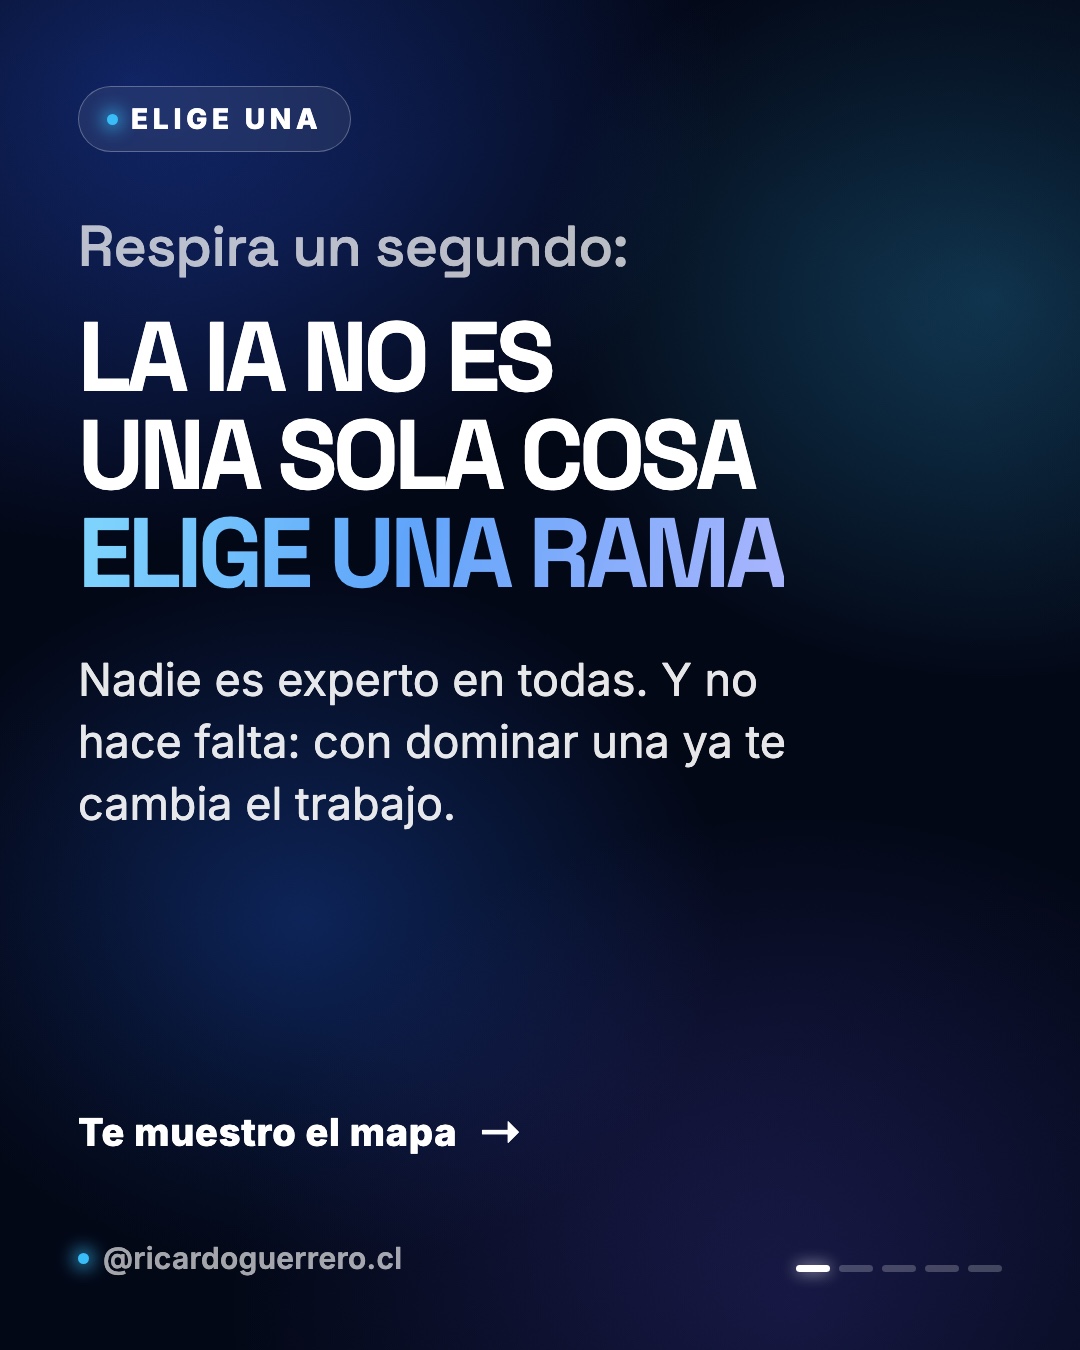 ELIGE UNA
Respira un segundo:
LA IA NO ES
UNA SOLA COSA
ELIGE UNA RAMA
Nadie es experto en todas. Y no
hace falta: con dominar una ya te
cambia el trabajo.
Te muestro el mapa →
@ricardoguerrero.cl